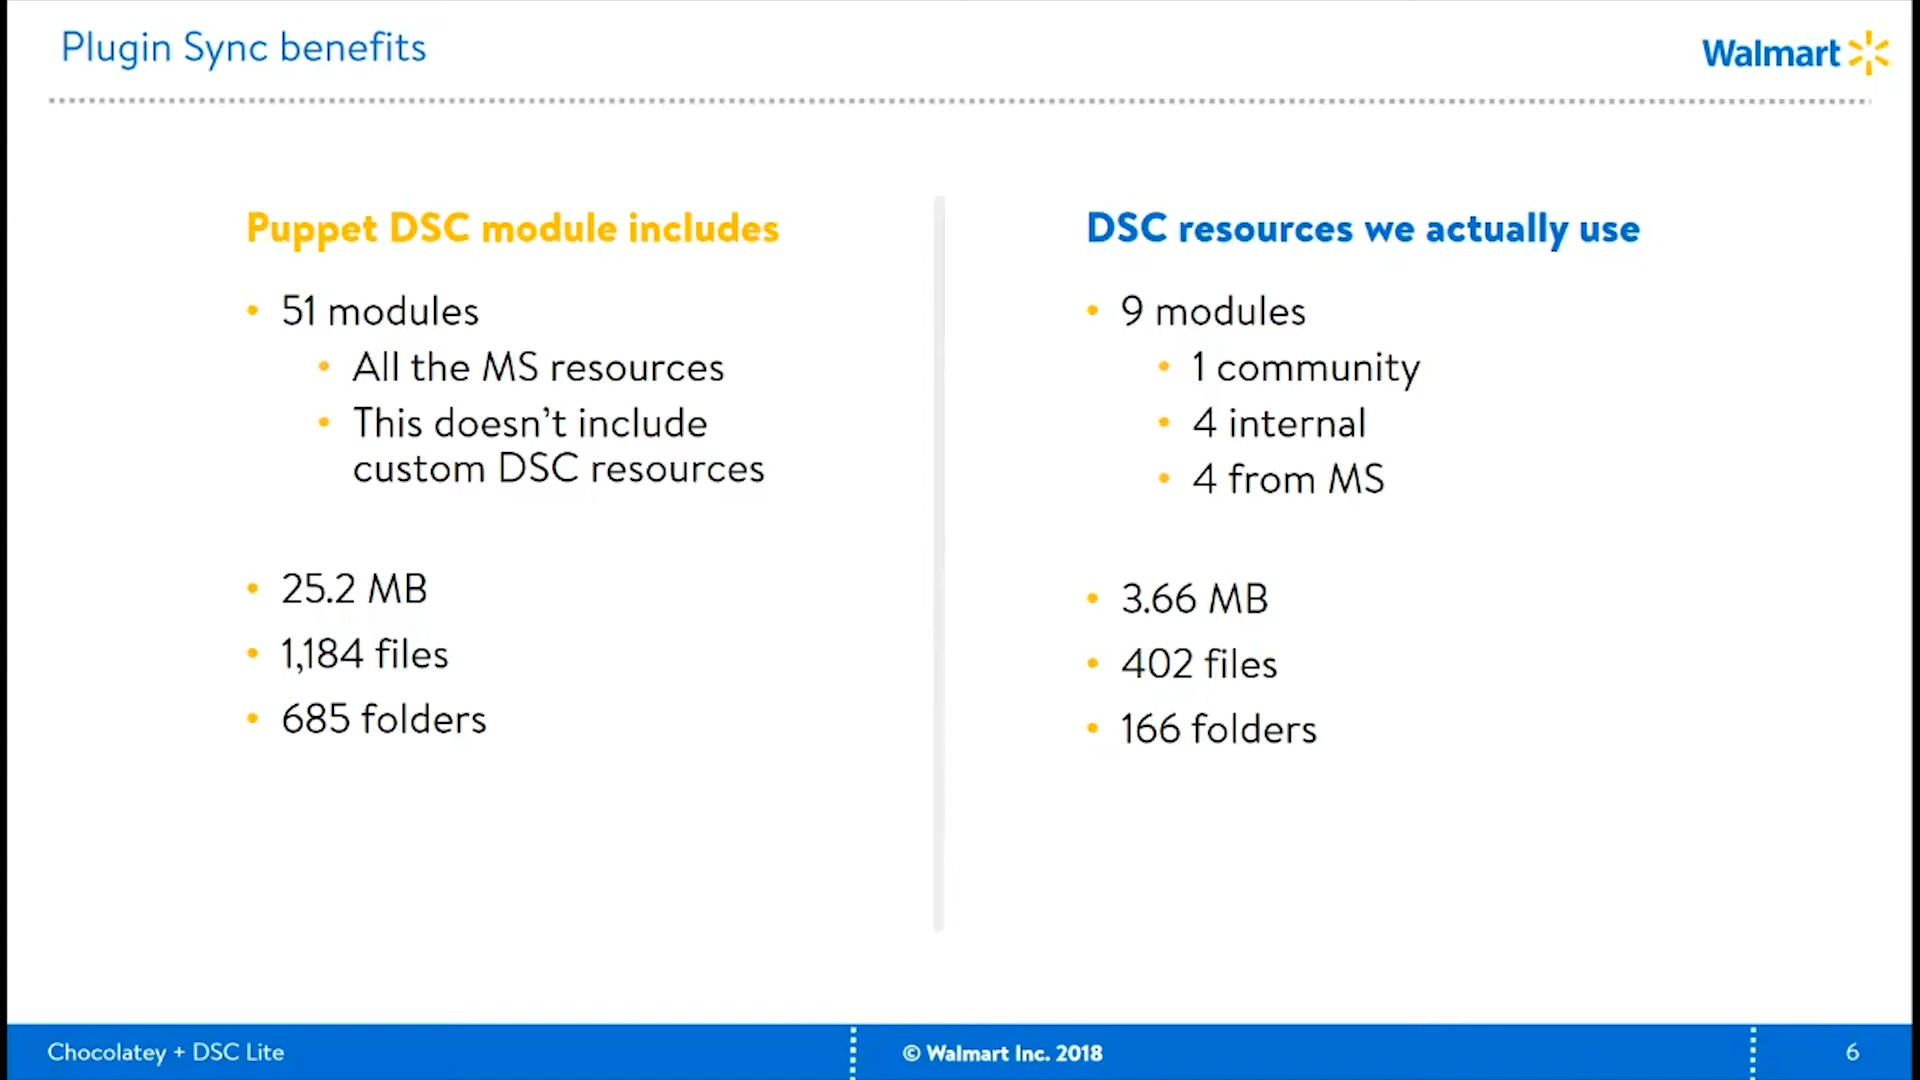 Plugin Sync benefits
Walmart
Puppet DSC module includes
• 51 modules
• All the MS resources
• This doesn't include
custom DSC resources
• 25.2 MB
• 1,184 files
• 685 folders
DSC resources we actually use
• 9 modules
• 1 community
• 4 internal
• 4 from MS
• 3.66 MB
• 402 files
• 166 folders
Chocolatey + DSC Lite
© Walmart Inc. 2018
6